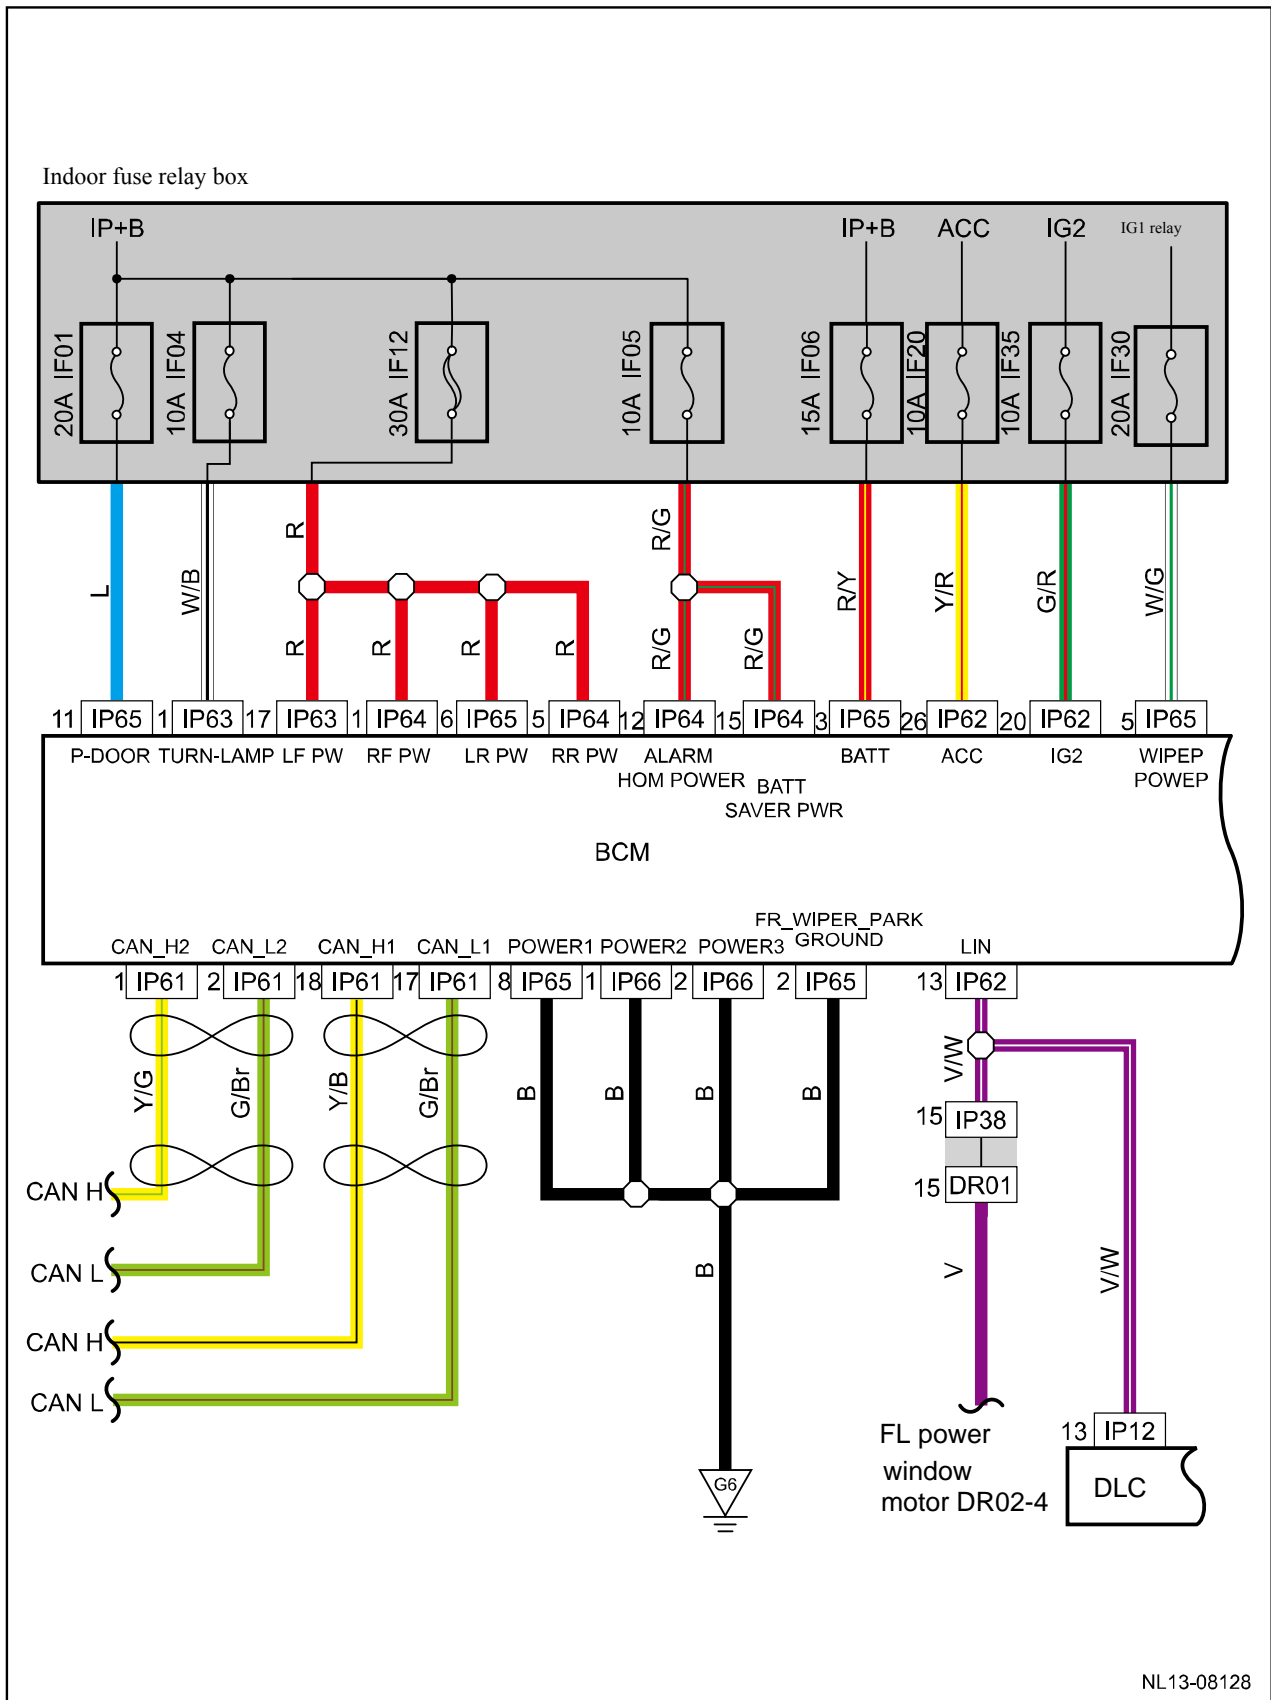 Indoor fuse relay box
IP+B IP+B ACC IG2 IG1 relay
20A IF01
10A IF04
30A IF12
10A IF05
15A IF06
10A IF20
10A IF35
20A IF30
L
W/B
R
R
R
R
R
R/G
R/G
R/G
R/Y
Y/R
G/R
W/G
11 IP65 1 IP63 17 IP63 1 IP64 6 IP65 5 IP64 12 IP64 15 IP64 3 IP65 26 IP62 20 IP62 5 IP65
P-DOOR TURN-LAMP LF PW RF PW LR PW RR PW ALARM BATT ACC IG2 WIPEP
HOM POWER BATT POWEP
SAVER PWR
BCM
FR_WIPER_PARK
CAN_H2 CAN_L2 CAN_H1 CAN_L1 POWER1 POWER2 POWER3 GROUND LIN
1 IP61 2 IP61 18 IP61 17 IP61 8 IP65 1 IP66 2 IP66 2 IP65 13 IP62
Y/G
G/Br
Y/B
G/Br
B
B
B
B
V/W
15 IP38
15 DR01
CAN H
CAN L
B
V
V/W
CAN H
CAN L
FL power
window
motor DR02-4
13 IP12
DLC
G6
NL13-08128